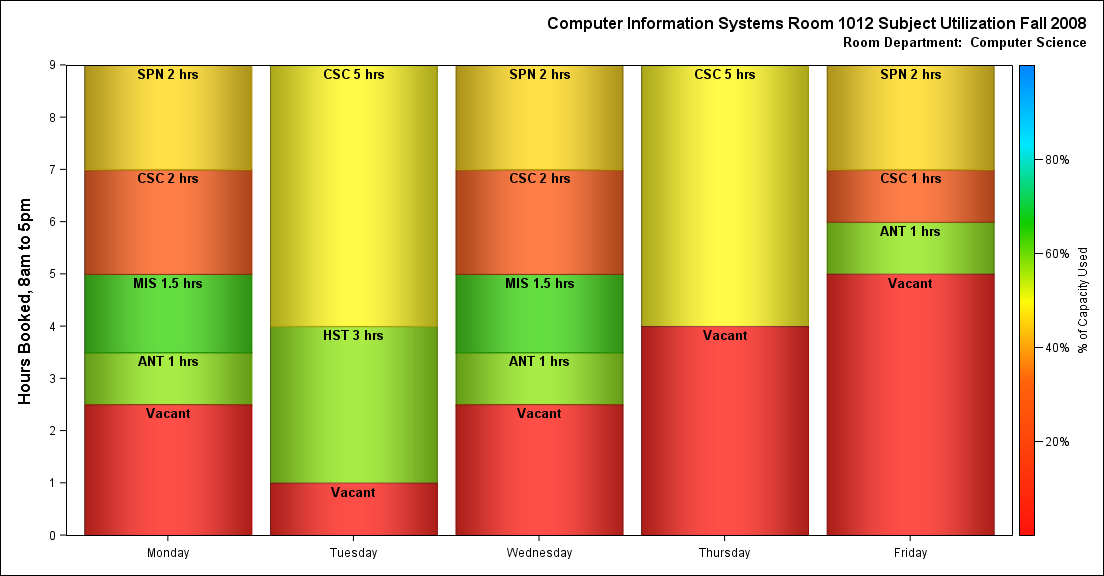 Computer Information Systems Room 1012 Subject Utilization Fall 2008
Room Department:  Computer Science
Hours Booked, 8am to 5pm
9
8
7
6
5
4
3
2
1
0
SPN 2 hrs
CSC 2 hrs
MIS 1.5 hrs
ANT 1 hrs
Vacant
CSC 5 hrs
HST 3 hrs
Vacant
SPN 2 hrs
CSC 2 hrs
MIS 1.5 hrs
ANT 1 hrs
Vacant
CSC 5 hrs
Vacant
SPN 2 hrs
CSC 1 hrs
ANT 1 hrs
Vacant
Monday
Tuesday
Wednesday
Thursday
Friday
80%
60%
40%
20%
% of Capacity Used